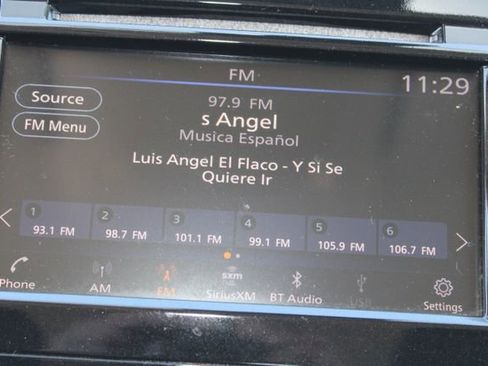 FM
11:29
Source
97.9 FM
s Angel
FM Menu
Musica Español
Luis Angel El Flaco - Y Si Se
Quiere Ir
1 2 3 4 5 6
93.1 FM 98.7 FM 101.1 FM 99.1 FM 105.9 FM 106.7 FM
Phone AM FM sxm SiriusXM BT Audio USB Settings